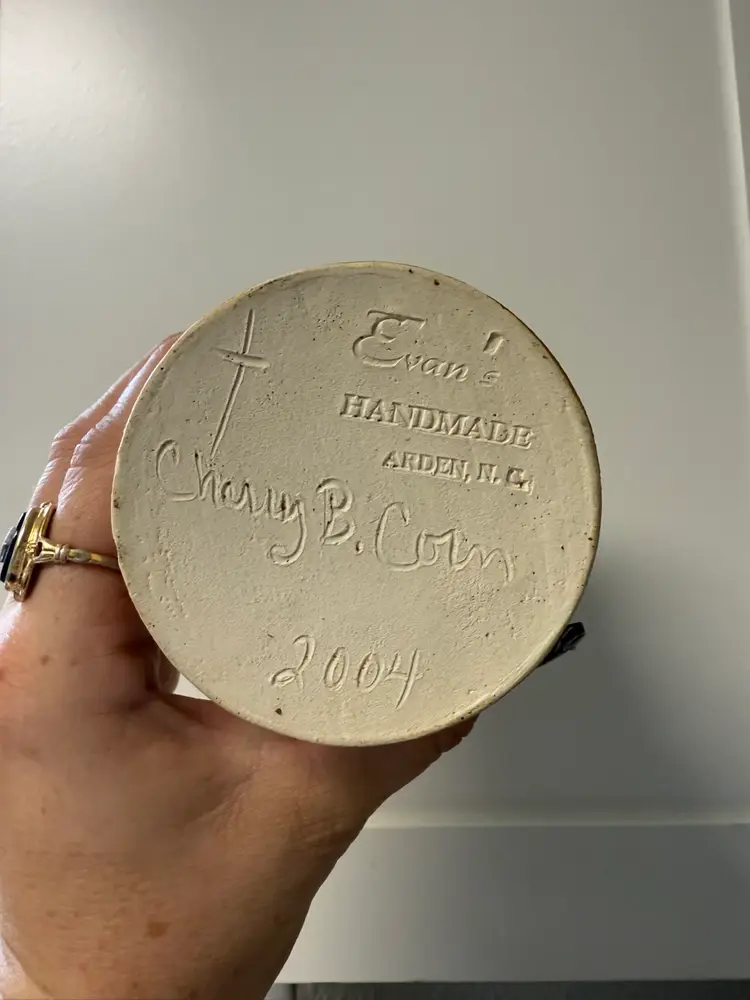 Evan's
HANDMADE
ARDEN, N. C.
Cherry B. Corn
2004